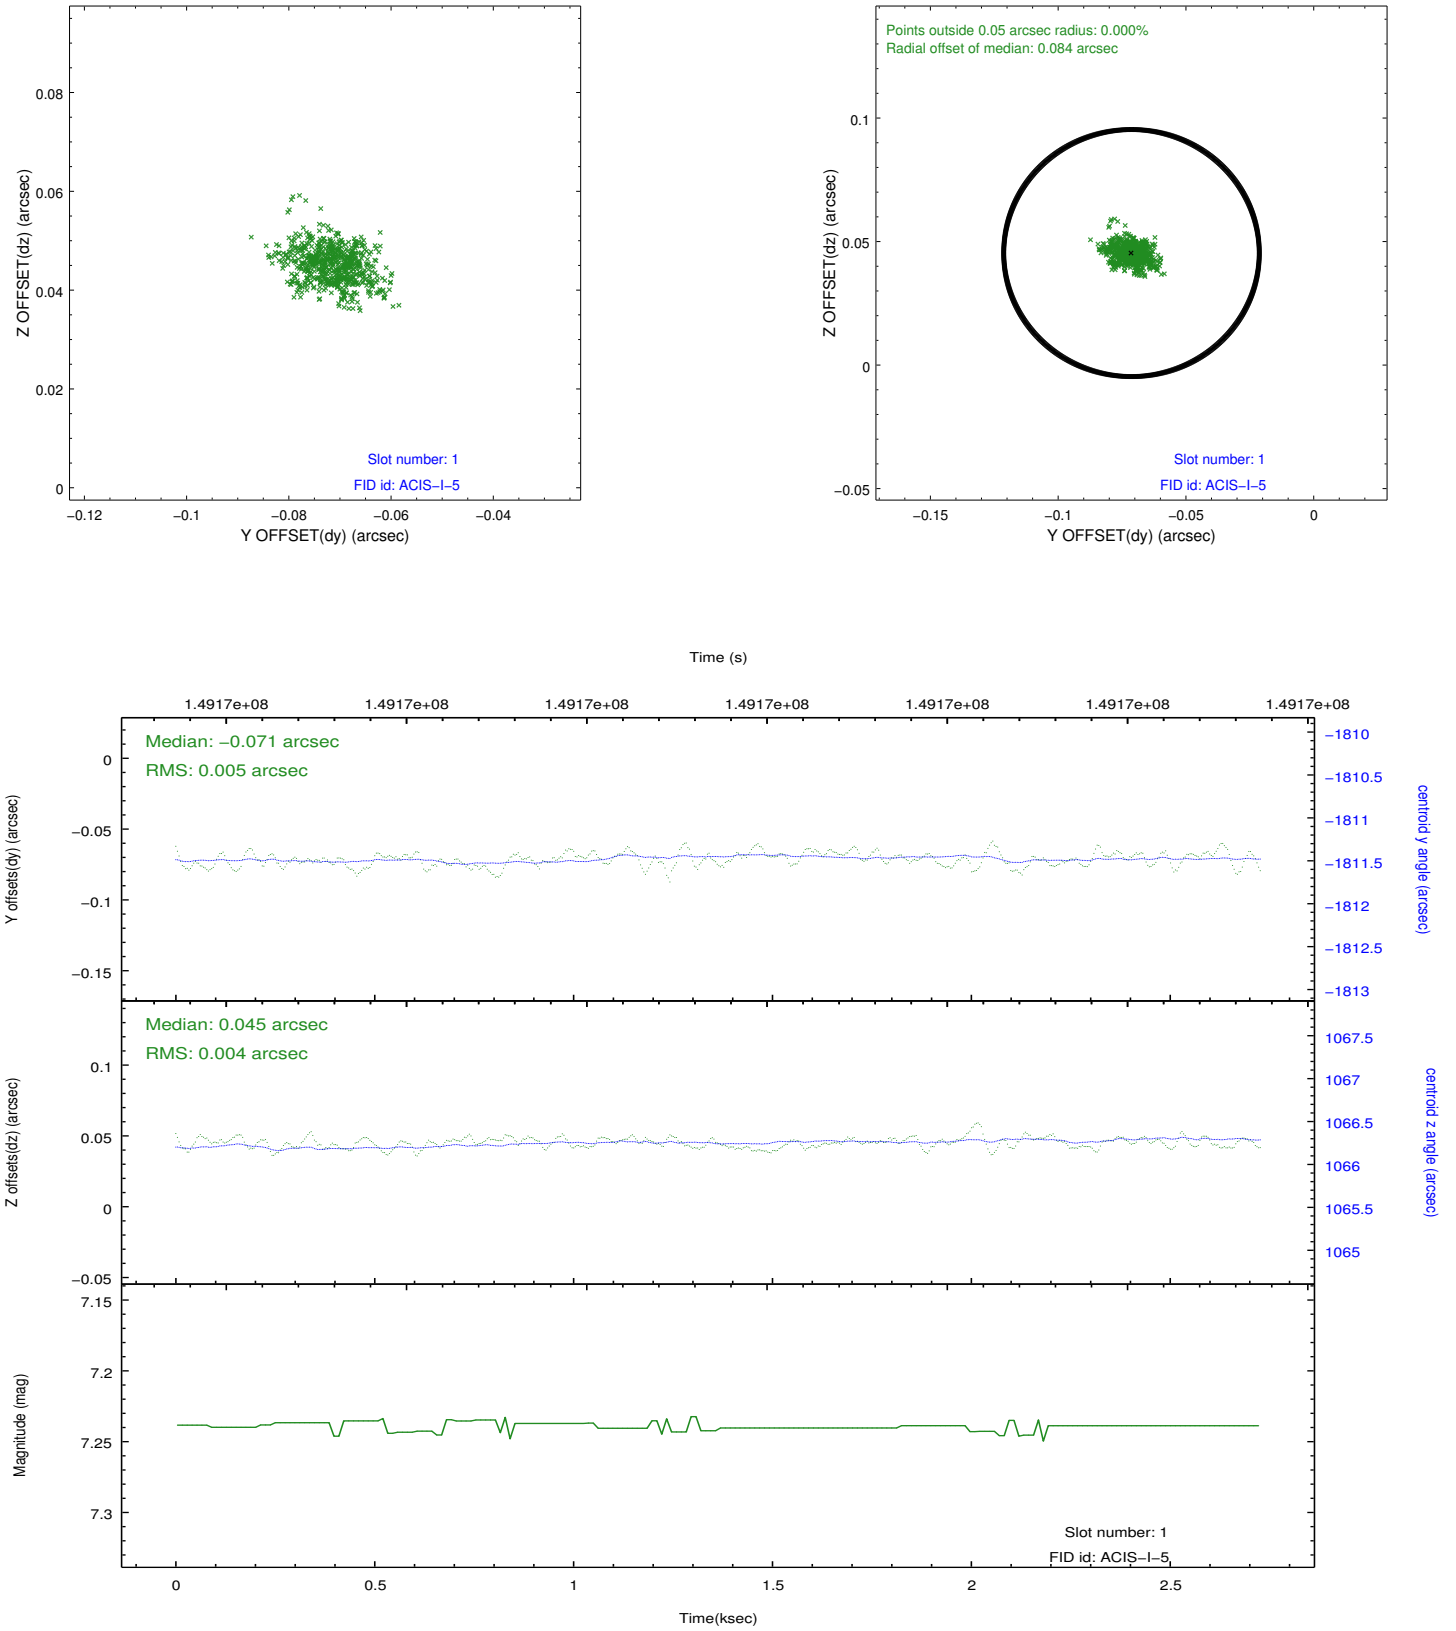 0.08
0.06
0.04
0.02
0
Z OFFSET(dz) (arcsec)
Slot number: 1
FID id: ACIS−I−5
−0.12
−0.1
−0.08
−0.06
−0.04
Y OFFSET(dy) (arcsec)
Points outside 0.05 arcsec radius: 0.000%
Radial offset of median: 0.084 arcsec
0.1
0.05
0
−0.05
Z OFFSET(dz) (arcsec)
Slot number: 1
FID id: ACIS−I−5
−0.15
−0.1
−0.05
0
Y OFFSET(dy) (arcsec)
Time (s)
1.4917e+08 1.4917e+08 1.4917e+08 1.4917e+08 1.4917e+08 1.4917e+08 1.4917e+08
Median: −0.071 arcsec
RMS: 0.005 arcsec
0
−0.05
−0.1
−0.15
Y offsets(dy) (arcsec)
−1810
−1810.5
−1811
−1811.5
−1812
−1812.5
−1813
centroid y angle (arcsec)
Median: 0.045 arcsec
RMS: 0.004 arcsec
0.1
0.05
0
−0.05
Z offsets(dz) (arcsec)
1067.5
1067
1066.5
1066
1065.5
1065
centroid z angle (arcsec)
7.15
7.2
7.25
7.3
Magnitude (mag)
Slot number: 1
FID id: ACIS−I−5
0
0.5
1
1.5
2
2.5
Time(ksec)